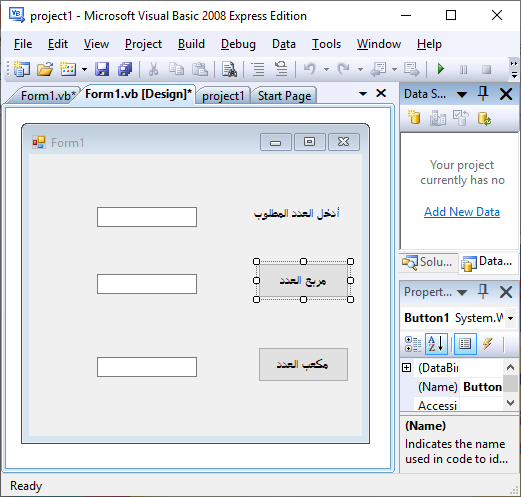 project1 - Microsoft Visual Basic 2008 Express Edition
File Edit View Project Build Debug Data Tools Window Help
Form1.vb* Form1.vb [Design]* project1 Start Page
Data S...
Form1
Your project
currently has no
Add New Data
أدخل العدد المطلوب
مربع العدد
مكعب العدد
Solu... Data...
Propert...
Button1 System.W
(DataBin
(Name) Button
Accessi
(Name)
Indicates the name
used in code to id...
Ready